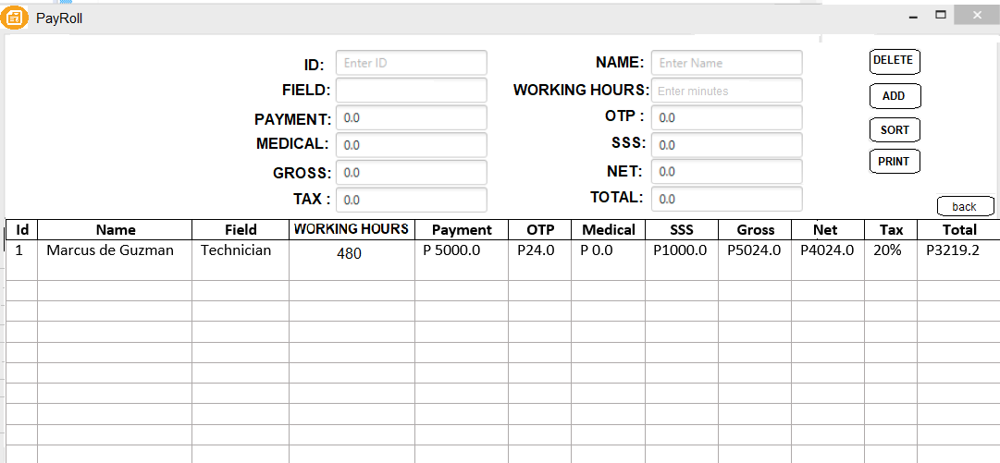 PayRoll
ID: Enter ID NAME: Enter Name DELETE
FIELD: WORKING HOURS: Enter minutes ADD
PAYMENT: 0.0 OTP : 0.0
MEDICAL: 0.0 SSS: 0.0 SORT
GROSS: 0.0 NET: 0.0 PRINT
TAX : 0.0 TOTAL: 0.0
back
Id Name Field WORKING HOURS Payment OTP Medical SSS Gross Net Tax Total
1 Marcus de Guzman Technician 480 P 5000.0 P24.0 P 0.0 P1000.0 P5024.0 P4024.0 20% P3219.2